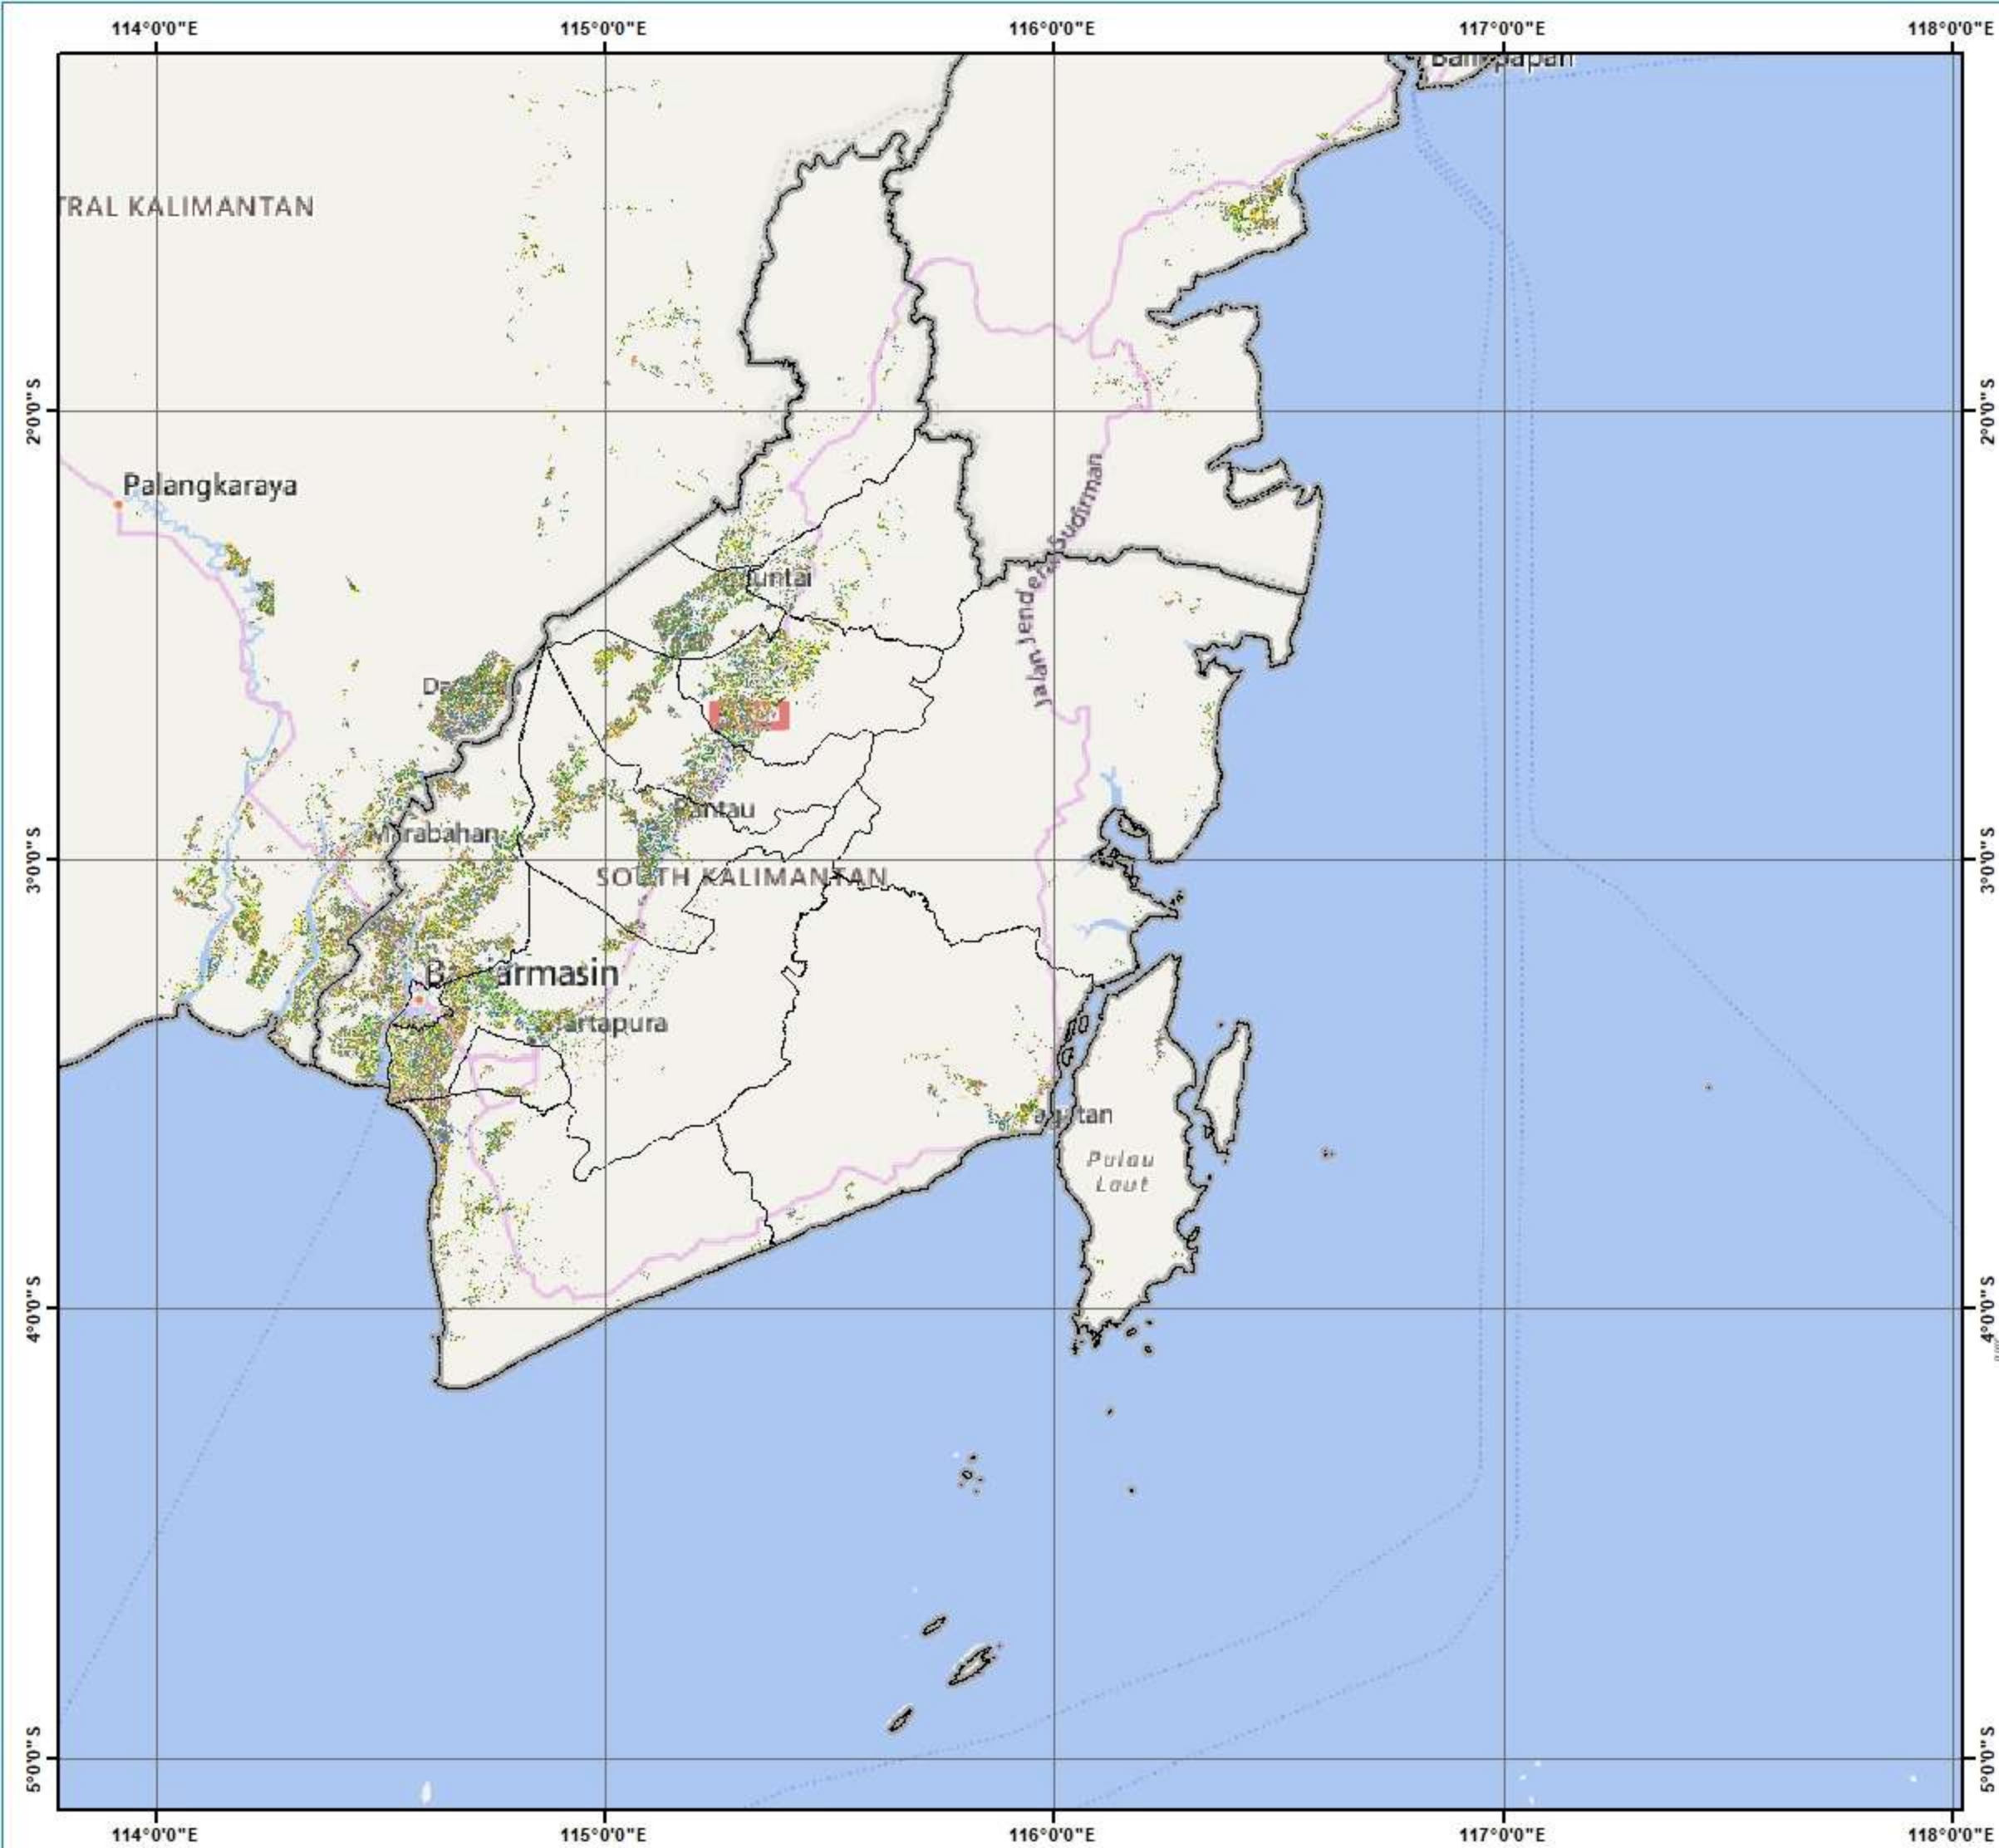 114°0'0"E 115°0'0"E 116°0'0"E 117°0'0"E 118°0'0"E
TRAL KALIMANTAN
2°0'0"S 2°0'0"S
Palangkaraya
Jalan Jenderal Sudirman
Marabahan
3°0'0"S 3°0'0"S
SOUTH KALIMANTAN
Banjarmasin
artapura
Pulau
Laut
4°0'0"S 4°0'0"S
5°0'0"S 5°0'0"S
114°0'0"E 115°0'0"E 116°0'0"E 117°0'0"E 118°0'0"E